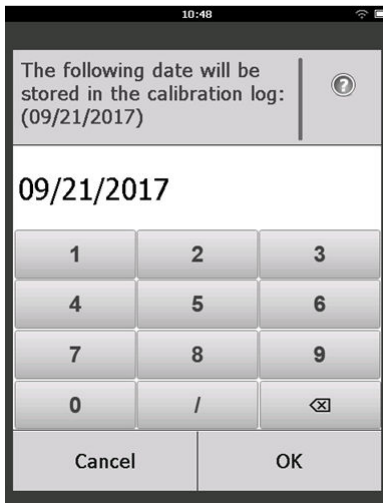 10:48
The following date will be
stored in the calibration log:
(09/21/2017)
?
09/21/2017
1 2 3
4 5 6
7 8 9
0 /
Cancel OK